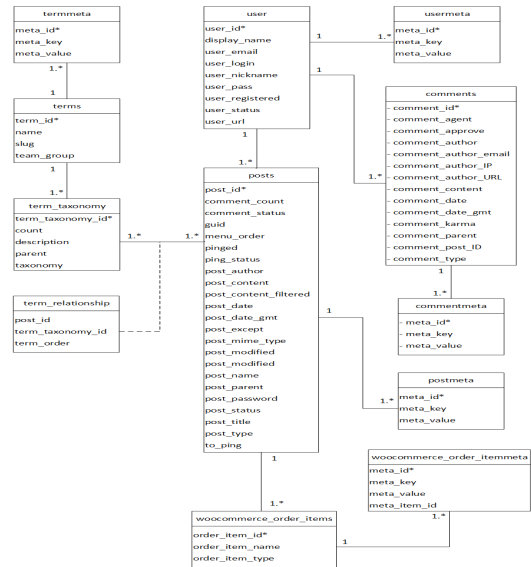 termmeta
meta_id*
meta_key
meta_value
1.*
1
terms
term_id*
name
slug
team_group
1
1.*
term_taxonomy
term_taxonomy_id*
count
description
parent
taxonomy
1.*
1.*
term_relationship
post_id
term_taxonomy_id
term_order
user
user_id*
display_name
user_email
user_login
user_nickname
user_pass
user_registered
user_status
user_url
1
1.*
1
1.*
1
1.*
posts
post_id*
comment_count
comment_status
guid
menu_order
pinged
ping_status
post_author
post_content
post_content_filtered
post_date
post_date_gmt
post_except
post_mime_type
post_modified
post_modified
post_name
post_parent
post_password
post_status
post_title
post_type
to_ping
1
1.*
1
1.*
woocommerce_order_items
order_item_id*
order_item_name
order_item_type
1
1.*
usermeta
meta_id*
meta_key
meta_value
comments
- comment_id*
- comment_agent
- comment_approve
- comment_author
- comment_author_email
- comment_author_IP
- comment_author_URL
- comment_content
- comment_date
- comment_date_gmt
- comment_karma
- comment_parent
- comment_post_ID
- comment_type
1
1.*
commentmeta
- meta_id*
- meta_key
- meta_value
postmeta
meta_id*
meta_key
meta_value
woocommerce_order_itemmeta
meta_id*
meta_key
meta_value
meta_item_id